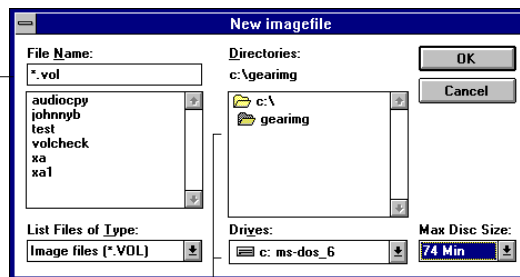 New imagefile
File Name:
*.vol
audiocpy
johnnyb
test
volcheck
xa
xa1
List Files of Type:
Image files (*.VOL)
Directories:
c:\gearimg
c:\
gearimg
Drives:
c: ms-dos_6
OK
Cancel
Max Disc Size:
74 Min